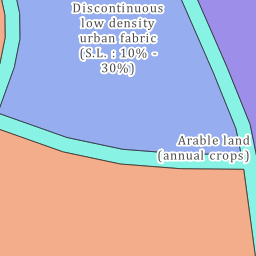 Discontinuous
low density
urban fabric
(S.L. : 10% -
30%)
Arable land
(annual crops)